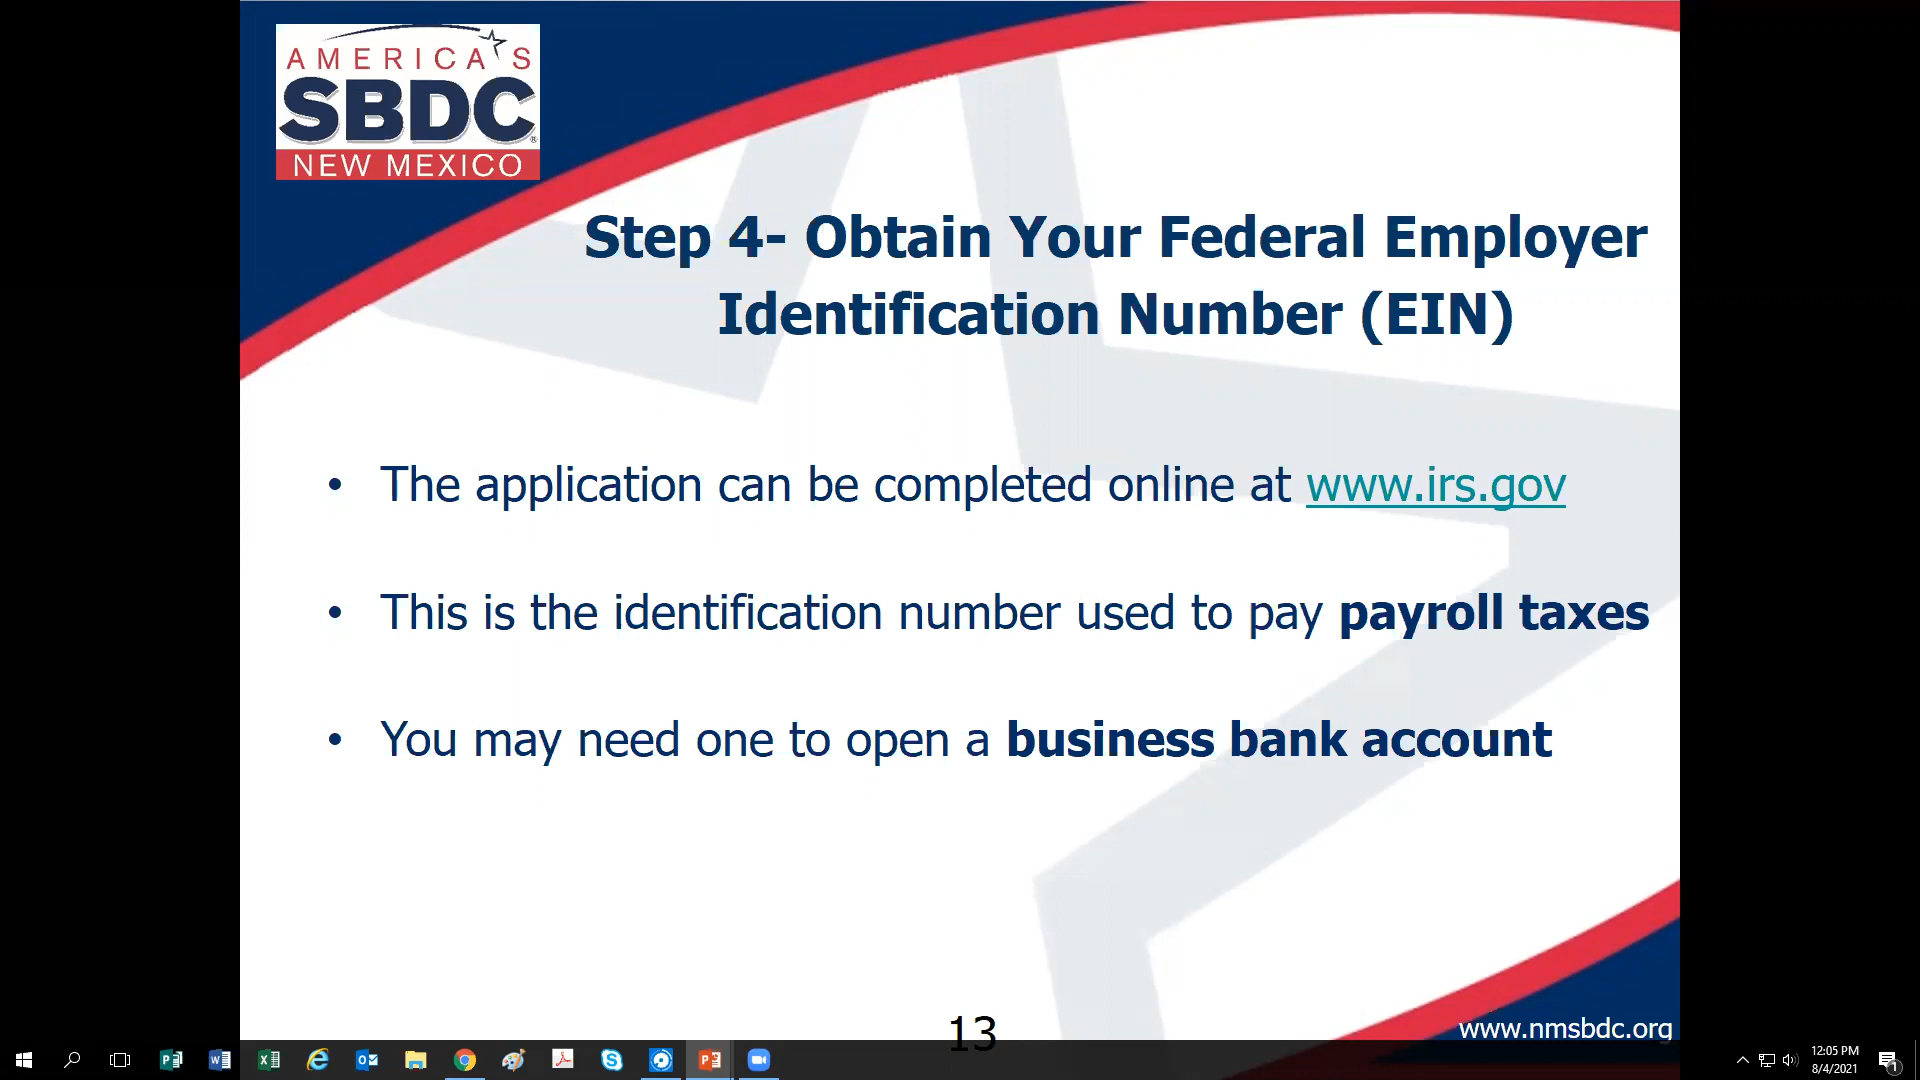 AMERICA'S
SBDC®
NEW MEXICO
Step 4- Obtain Your Federal Employer
Identification Number (EIN)
• The application can be completed online at www.irs.gov
• This is the identification number used to pay payroll taxes
• You may need one to open a business bank account
13
www.nmsbdc.org
12:05 PM
8/4/2021